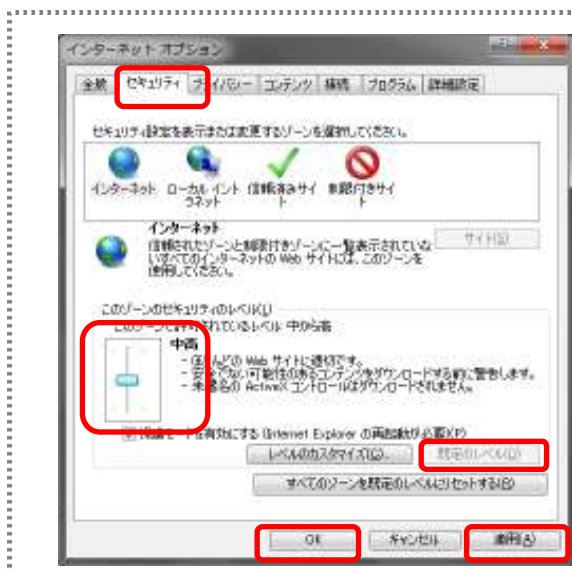 インターネット オプション
全般 セキュリティ プライバシー コンテンツ 接続 プログラム 詳細設定
セキュリティ設定を表示または変更するゾーンを選択してください。
インターネット ローカル イントラネット 信頼済みサイト 制限付きサイト
インターネット
信頼されたゾーンと制限付きゾーンに一覧表示されていな
いすべてのインターネットの Web サイトには、このゾーンを
使用してください。
サイト(S)
このゾーンのセキュリティのレベル(L)
このゾーンで許可されているレベル: 中から高
中高
- ほとんどの Web サイトに適切です。
- 安全でない可能性のあるコンテンツをダウンロードする前に警告します。
- 未署名の ActiveX コントロールはダウンロードされません。
保護モードを有効にする (Internet Explorer の再起動が必要)(P)
レベルのカスタマイズ(C)... 既定のレベル(D)
すべてのゾーンを既定のレベルにリセットする(R)
OK キャンセル 適用(A)